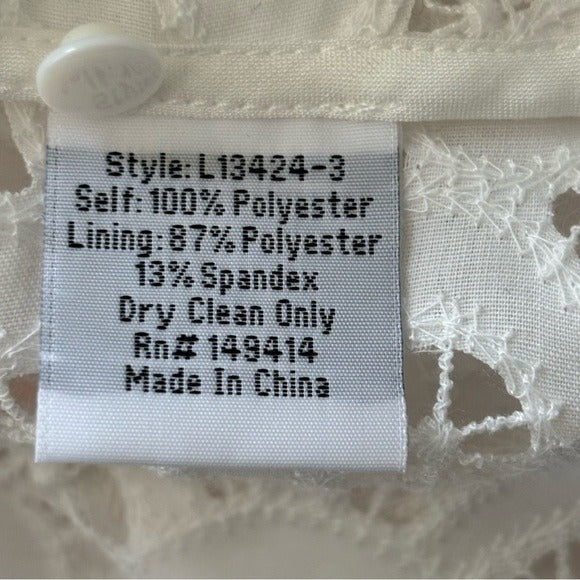 Style: L13424-3
Self: 100% Polyester
Lining: 87% Polyester
13% Spandex
Dry Clean Only
Rn# 149414
Made In China